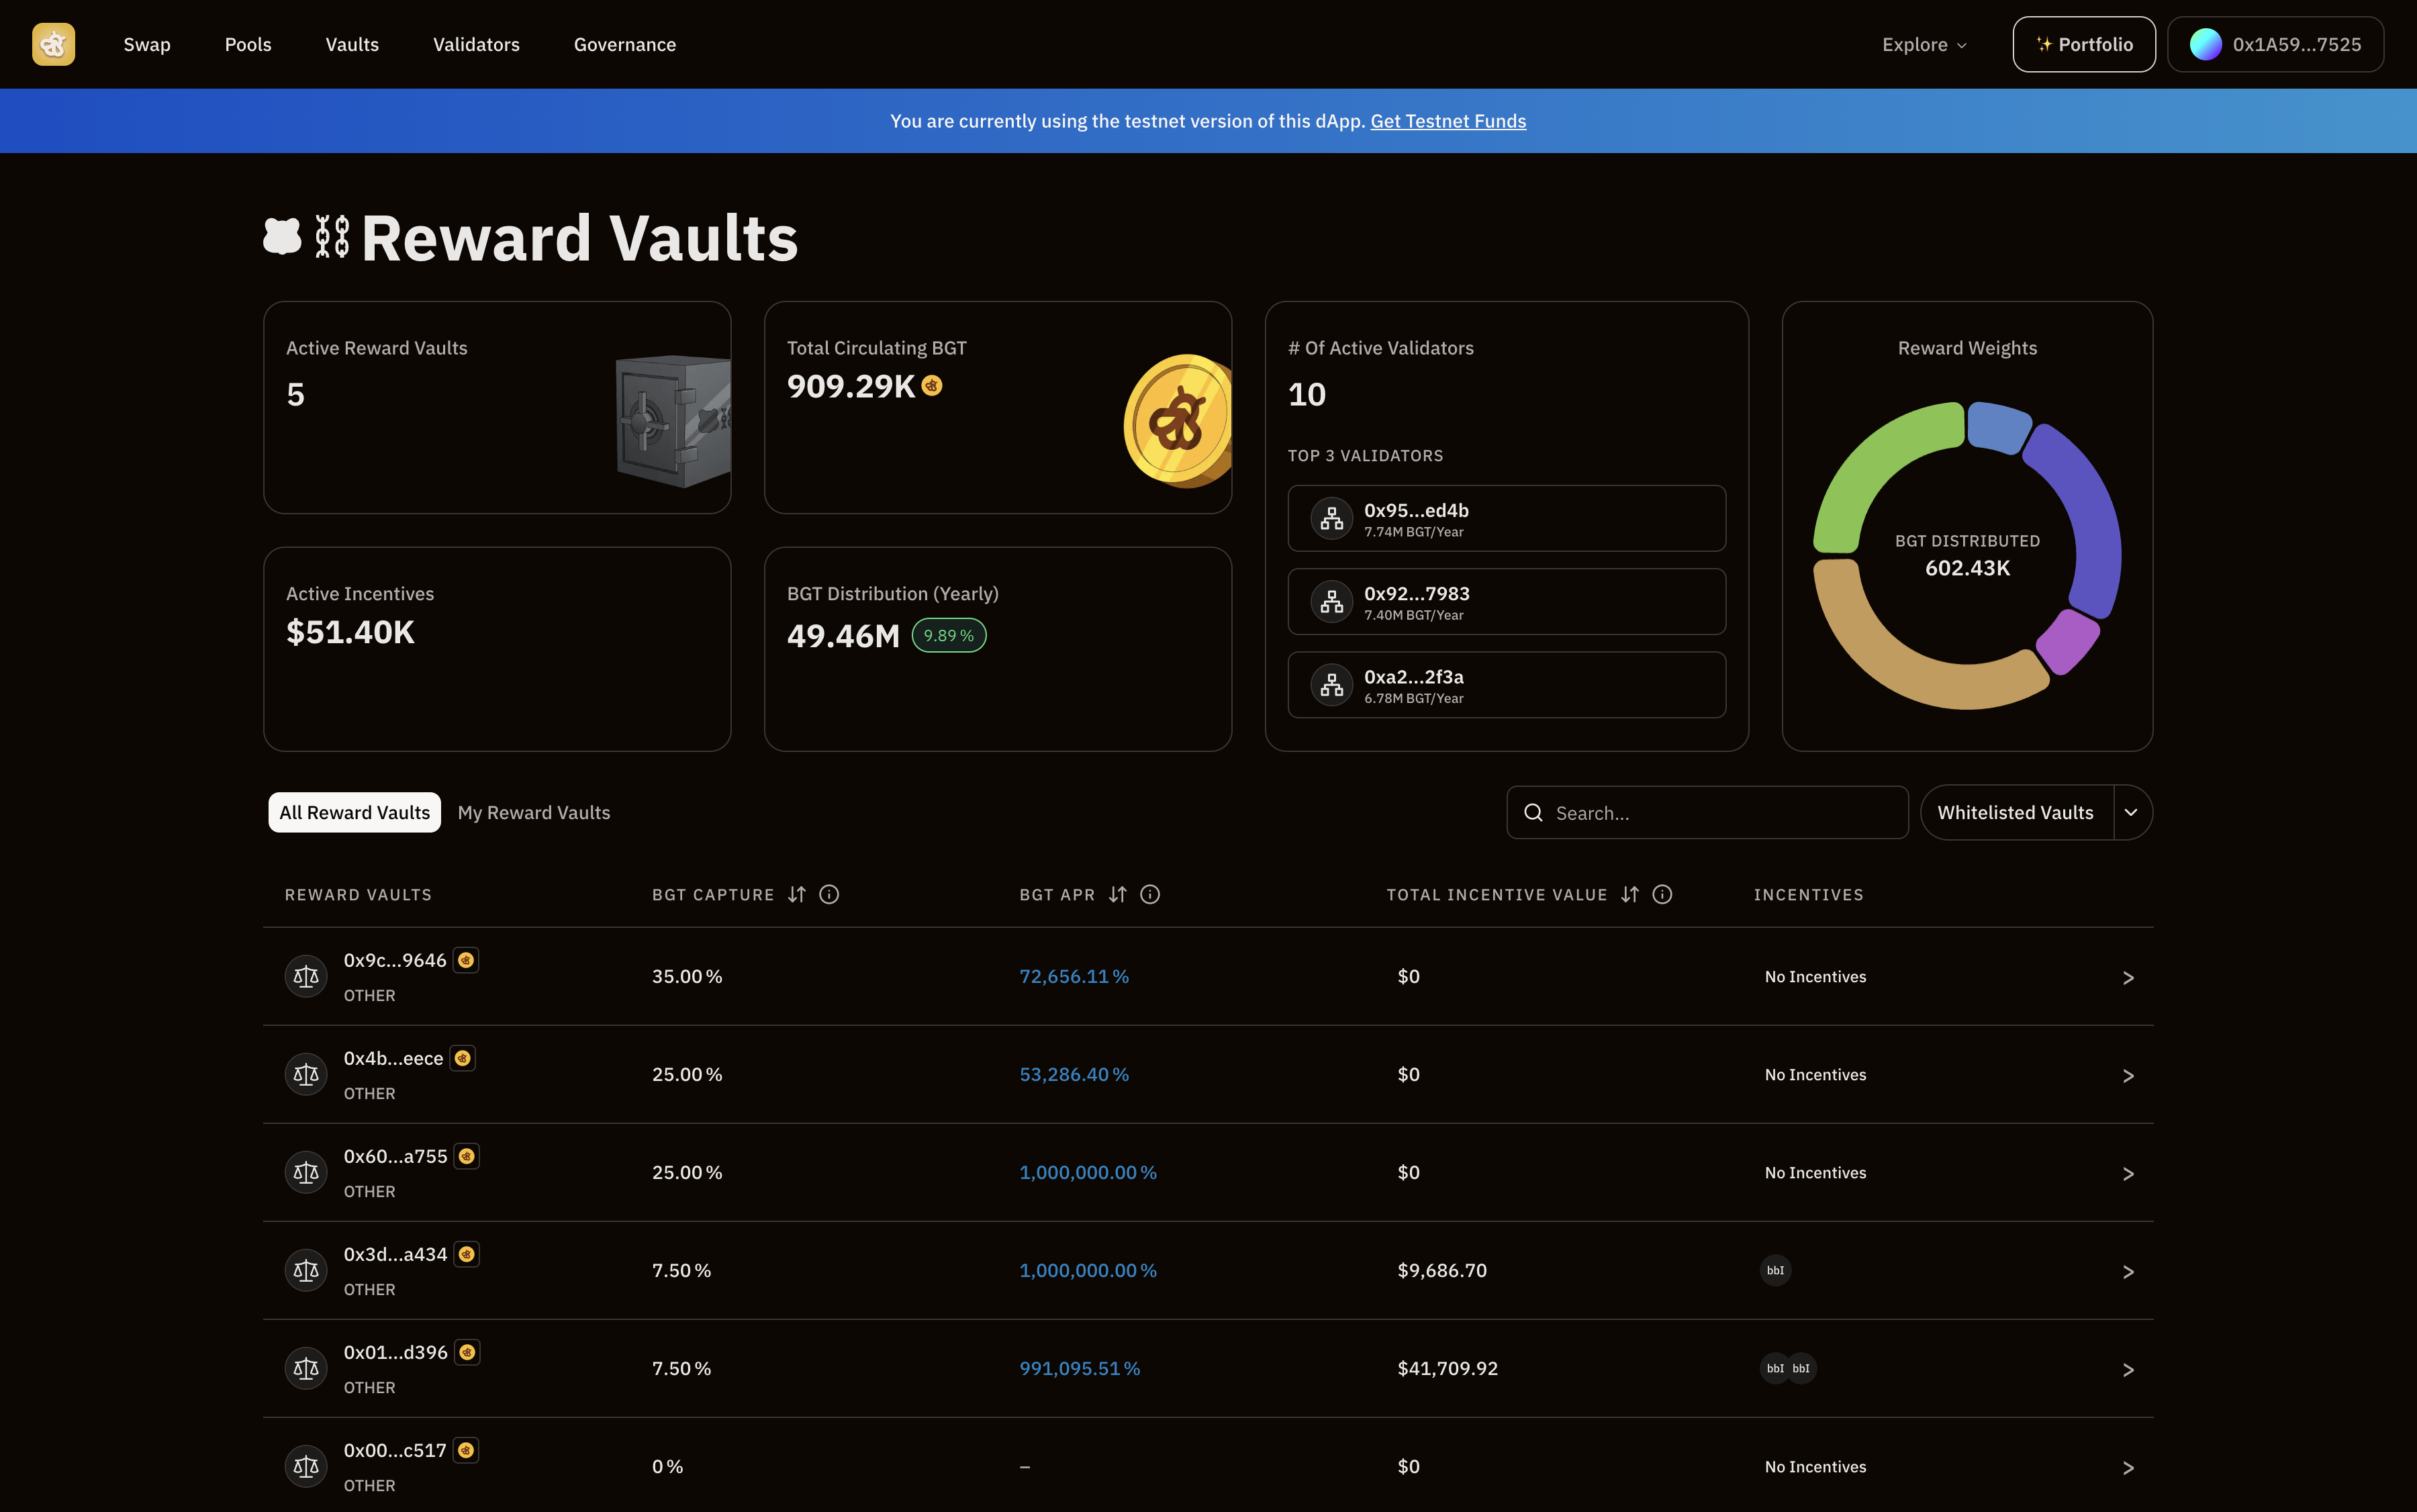 Swap Pools Vaults Validators Governance Explore Portfolio 0x1A59...7525
You are currently using the testnet version of this dApp. Get Testnet Funds
Reward Vaults
Active Reward Vaults
5
Total Circulating BGT
909.29K
Active Incentives
$51.40K
BGT Distribution (Yearly)
49.46M 9.89 %
# Of Active Validators
10
TOP 3 VALIDATORS
0x95...ed4b
7.74M BGT/Year
0x92...7983
7.40M BGT/Year
0xa2...2f3a
6.78M BGT/Year
Reward Weights
BGT DISTRIBUTED
602.43K
All Reward Vaults My Reward Vaults Search... Whitelisted Vaults
REWARD VAULTS BGT CAPTURE BGT APR TOTAL INCENTIVE VALUE INCENTIVES
0x9c...9646
OTHER
35.00 % 72,656.11 % $0 No Incentives >
0x4b...eece
OTHER
25.00 % 53,286.40 % $0 No Incentives >
0x60...a755
OTHER
25.00 % 1,000,000.00 % $0 No Incentives >
0x3d...a434
OTHER
7.50 % 1,000,000.00 % $9,686.70 bbI >
0x01...d396
OTHER
7.50 % 991,095.51 % $41,709.92 bbI bbI >
0x00...c517
OTHER
0 % – $0 No Incentives >